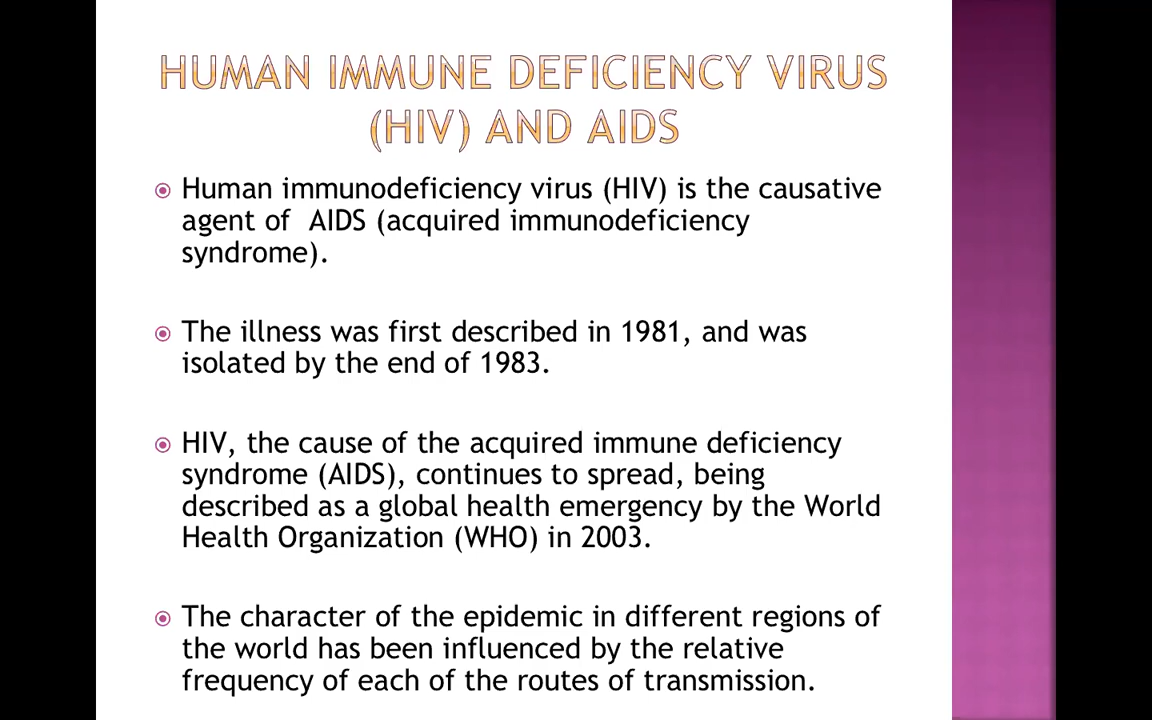 HUMAN IMMUNE DEFICIENCY VIRUS
(HIV) AND AIDS
Human immunodeficiency virus (HIV) is the causative
agent of  AIDS (acquired immunodeficiency
syndrome).
The illness was first described in 1981, and was
isolated by the end of 1983.
HIV, the cause of the acquired immune deficiency
syndrome (AIDS), continues to spread, being
described as a global health emergency by the World
Health Organization (WHO) in 2003.
The character of the epidemic in different regions of
the world has been influenced by the relative
frequency of each of the routes of transmission.